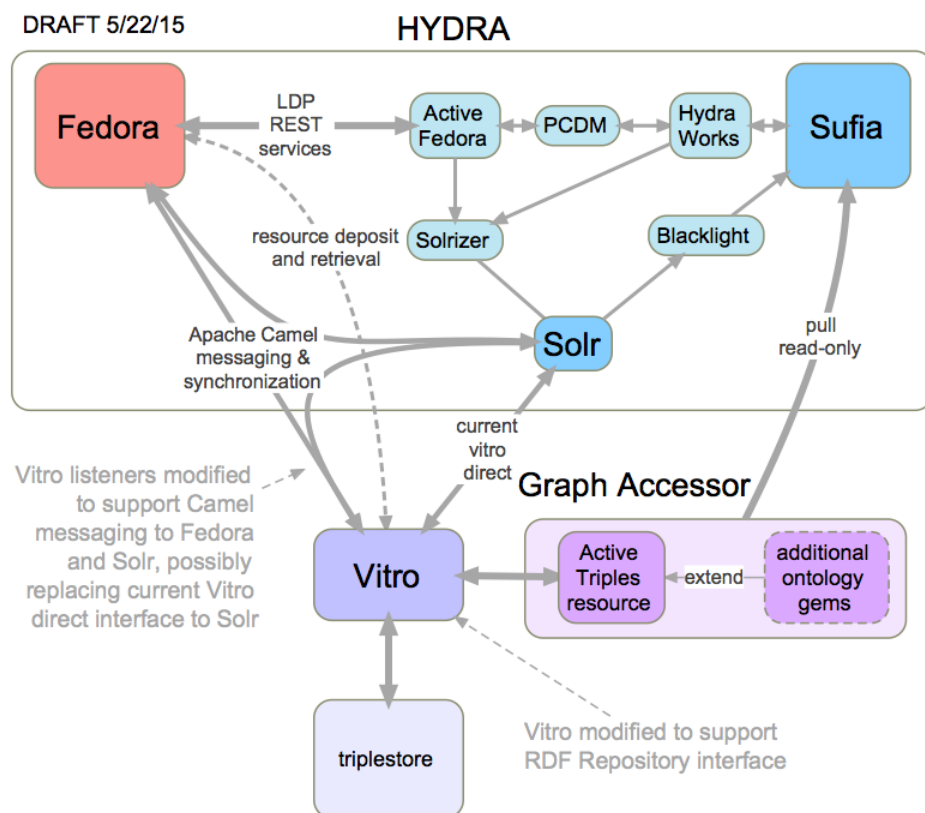 DRAFT 5/22/15
HYDRA
Fedora
LDP
REST
services
Active
Fedora
PCDM
Hydra
Works
Sufia
resource deposit
and retrieval
Solrizer
Blacklight
Apache Camel
messaging &
synchronization
Solr
pull
read-only
current
vitro
direct
Vitro listeners modified
to support Camel
messaging to Fedora
and Solr, possibly
replacing current Vitro
direct interface to Solr
Graph Accessor
Vitro
Active
Triples
resource
extend
additional
ontology
gems
triplestore
Vitro modified to support
RDF Repository interface